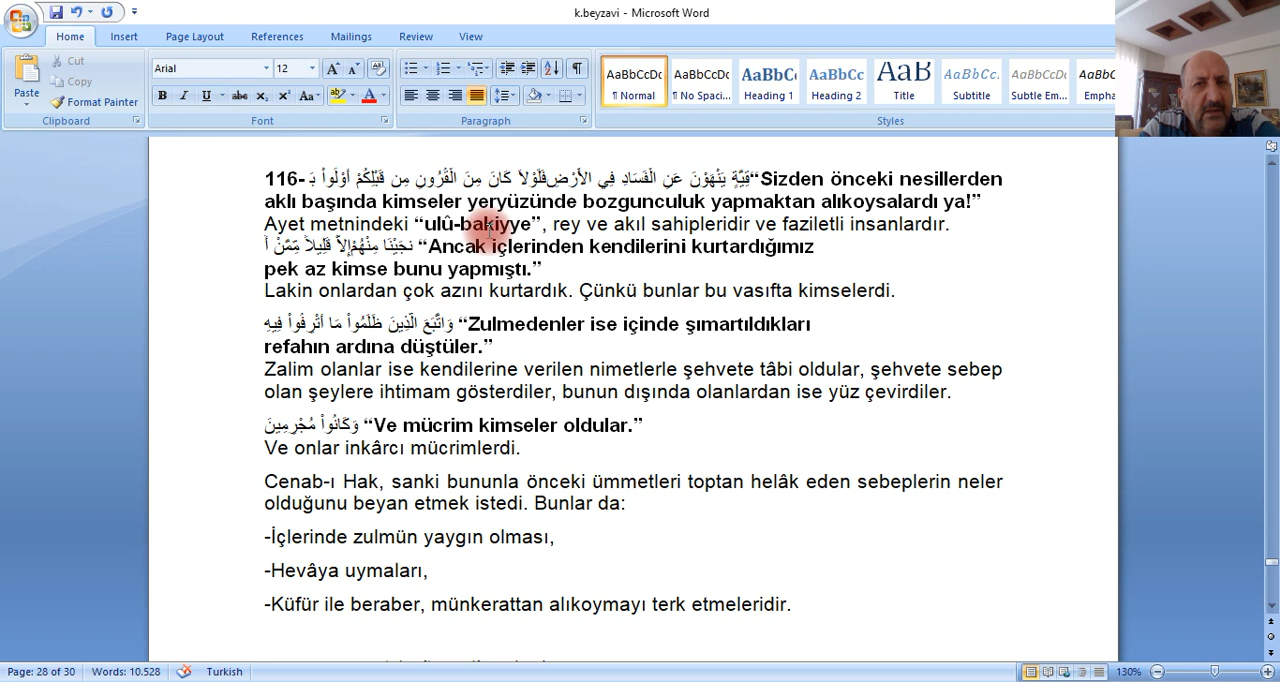 k.beyzavi - Microsoft Word
Home Insert Page Layout References Mailings Review View
Paste
Cut
Copy
Format Painter
Clipboard
Arial 12
Font
Paragraph
AaBbCcDc AaBbCcDc AaBbC AaBbCc AaB AaBbCc. AaBbCcDc AaBbC
¶ Normal ¶ No Spaci... Heading 1 Heading 2 Title Subtitle Subtle Em... Empha
Styles
116- فَلَوْلاَ كَانَ مِنَ الْقُرُونِ مِن قَبْلِكُمْ أُوْلُواْ بَقِيَّةٍ يَنْهَوْنَ عَنِ الْفَسَادِ فِي الأَرْضِ “Sizden önceki nesillerden
aklı başında kimseler yeryüzünde bozgunculuk yapmaktan alıkoysalardı ya!”
Ayet metnindeki “ulû-bakiyye”, rey ve akıl sahipleridir ve faziletli insanlardır.
إِلاَّ قَلِيلاً مِّمَّنْ أَنجَيْنَا مِنْهُمْ “Ancak içlerinden kendilerini kurtardığımız
pek az kimse bunu yapmıştı.”
Lakin onlardan çok azını kurtardık. Çünkü bunlar bu vasıfta kimselerdi.
وَاتَّبَعَ الَّذِينَ ظَلَمُواْ مَا أُتْرِفُواْ فِيهِ “Zulmedenler ise içinde şımartıldıkları
refahın ardına düştüler.”
Zalim olanlar ise kendilerine verilen nimetlerle şehvete tâbi oldular, şehvete sebep
olan şeylere ihtimam gösterdiler, bunun dışında olanlardan ise yüz çevirdiler.
وَكَانُواْ مُجْرِمِينَ “Ve mücrim kimseler oldular.”
Ve onlar inkârcı mücrimlerdi.
Cenab-ı Hak, sanki bununla önceki ümmetleri toptan helâk eden sebeplerin neler
olduğunu beyan etmek istedi. Bunlar da:
-İçlerinde zulmün yaygın olması,
-Hevâya uymaları,
-Küfür ile beraber, münkerattan alıkoymayı terk etmeleridir.
Page: 28 of 30 Words: 10.528 Turkish 130%